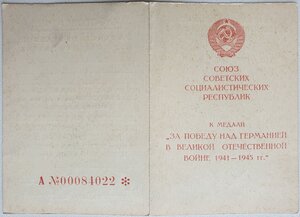 А №00084022 *
СОЮЗ
СОВЕТСКИХ
СОЦИАЛИСТИЧЕСКИХ
РЕСПУБЛИК
К МЕДАЛИ
„ЗА ПОБЕДУ НАД ГЕРМАНИЕЙ
В ВЕЛИКОЙ ОТЕЧЕСТВЕННОЙ
ВОЙНЕ 1941—1945 гг."